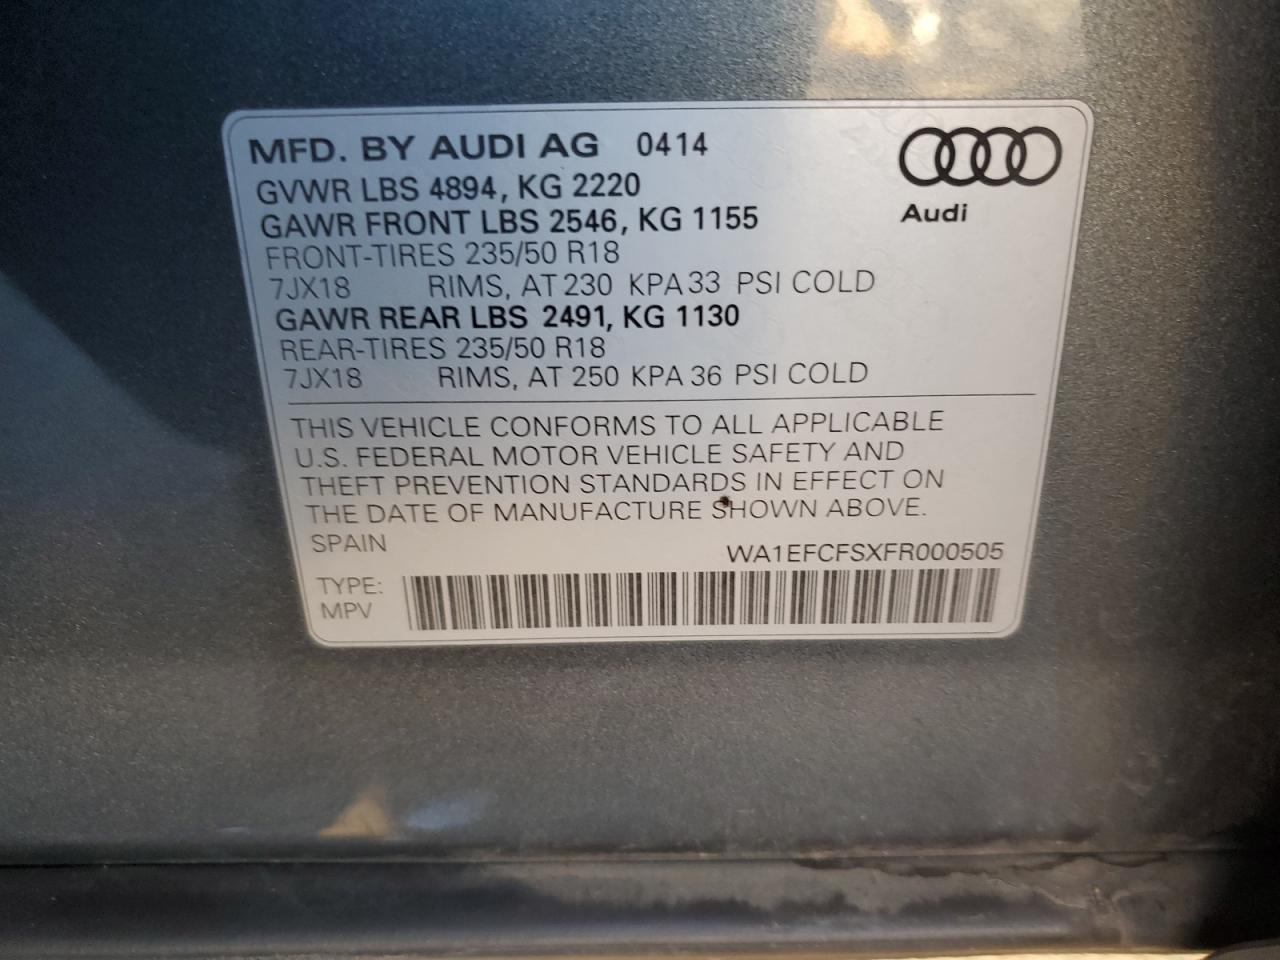 MFD. BY AUDI AG 0414
GVWR LBS 4894, KG 2220
GAWR FRONT LBS 2546, KG 1155
FRONT-TIRES 235/50 R18
7JX18 RIMS, AT 230 KPA 33 PSI COLD
GAWR REAR LBS 2491, KG 1130
REAR-TIRES 235/50 R18
7JX18 RIMS, AT 250 KPA 36 PSI COLD
Audi
THIS VEHICLE CONFORMS TO ALL APPLICABLE
U.S. FEDERAL MOTOR VEHICLE SAFETY AND
THEFT PREVENTION STANDARDS IN EFFECT ON
THE DATE OF MANUFACTURE SHOWN ABOVE.
SPAIN
WA1EFCFSXFR000505
TYPE:
MPV